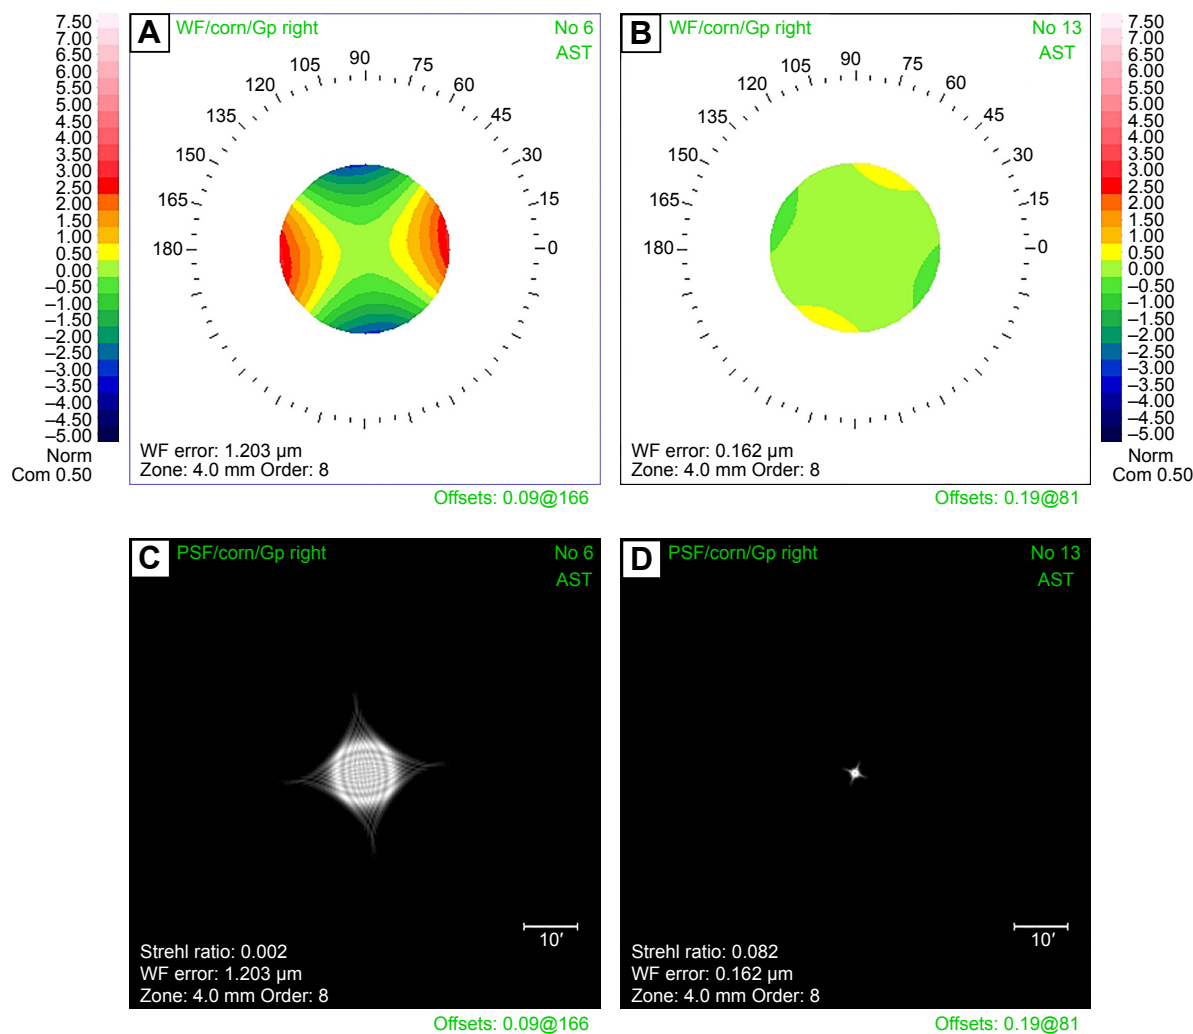 7.50
7.00
6.50
6.00
5.50
5.00
4.50
4.00
3.50
3.00
2.50
2.00
1.50
1.00
0.50
0.00
–0.50
–1.00
–1.50
–2.00
–2.50
–3.00
–3.50
–4.00
–4.50
–5.00
Norm
Com 0.50
A WF/corn/Gp right No 6
AST
90
105 75
120 60
135 45
150 30
165 15
180 0
WF error: 1.203 µm
Zone: 4.0 mm Order: 8
Offsets: 0.09@166
B WF/corn/Gp right No 13
AST
90
105 75
120 60
135 45
150 30
165 15
180 0
WF error: 0.162 µm
Zone: 4.0 mm Order: 8
Offsets: 0.19@81
7.50
7.00
6.50
6.00
5.50
5.00
4.50
4.00
3.50
3.00
2.50
2.00
1.50
1.00
0.50
0.00
–0.50
–1.00
–1.50
–2.00
–2.50
–3.00
–3.50
–4.00
–4.50
–5.00
Norm
Com 0.50
C PSF/corn/Gp right No 6
AST
10′
Strehl ratio: 0.002
WF error: 1.203 µm
Zone: 4.0 mm Order: 8
Offsets: 0.09@166
D PSF/corn/Gp right No 13
AST
10′
Strehl ratio: 0.082
WF error: 0.162 µm
Zone: 4.0 mm Order: 8
Offsets: 0.19@81